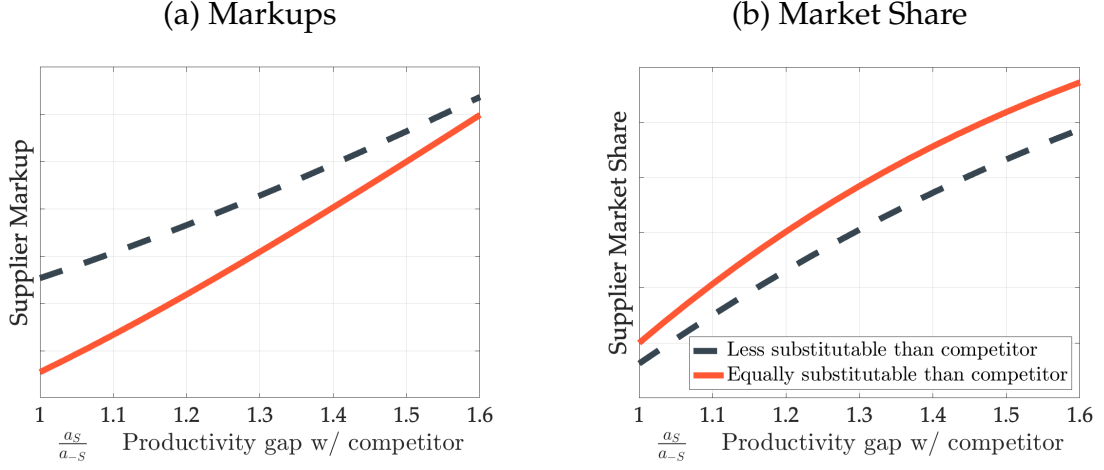 (a) Markups
Supplier Markup
1 1.1 1.2 1.3 1.4 1.5 1.6
a_S/a_{-S} Productivity gap w/ competitor
(b) Market Share
Supplier Market Share
Less substitutable than competitor
Equally substitutable than competitor
1 1.1 1.2 1.3 1.4 1.5 1.6
a_S/a_{-S} Productivity gap w/ competitor